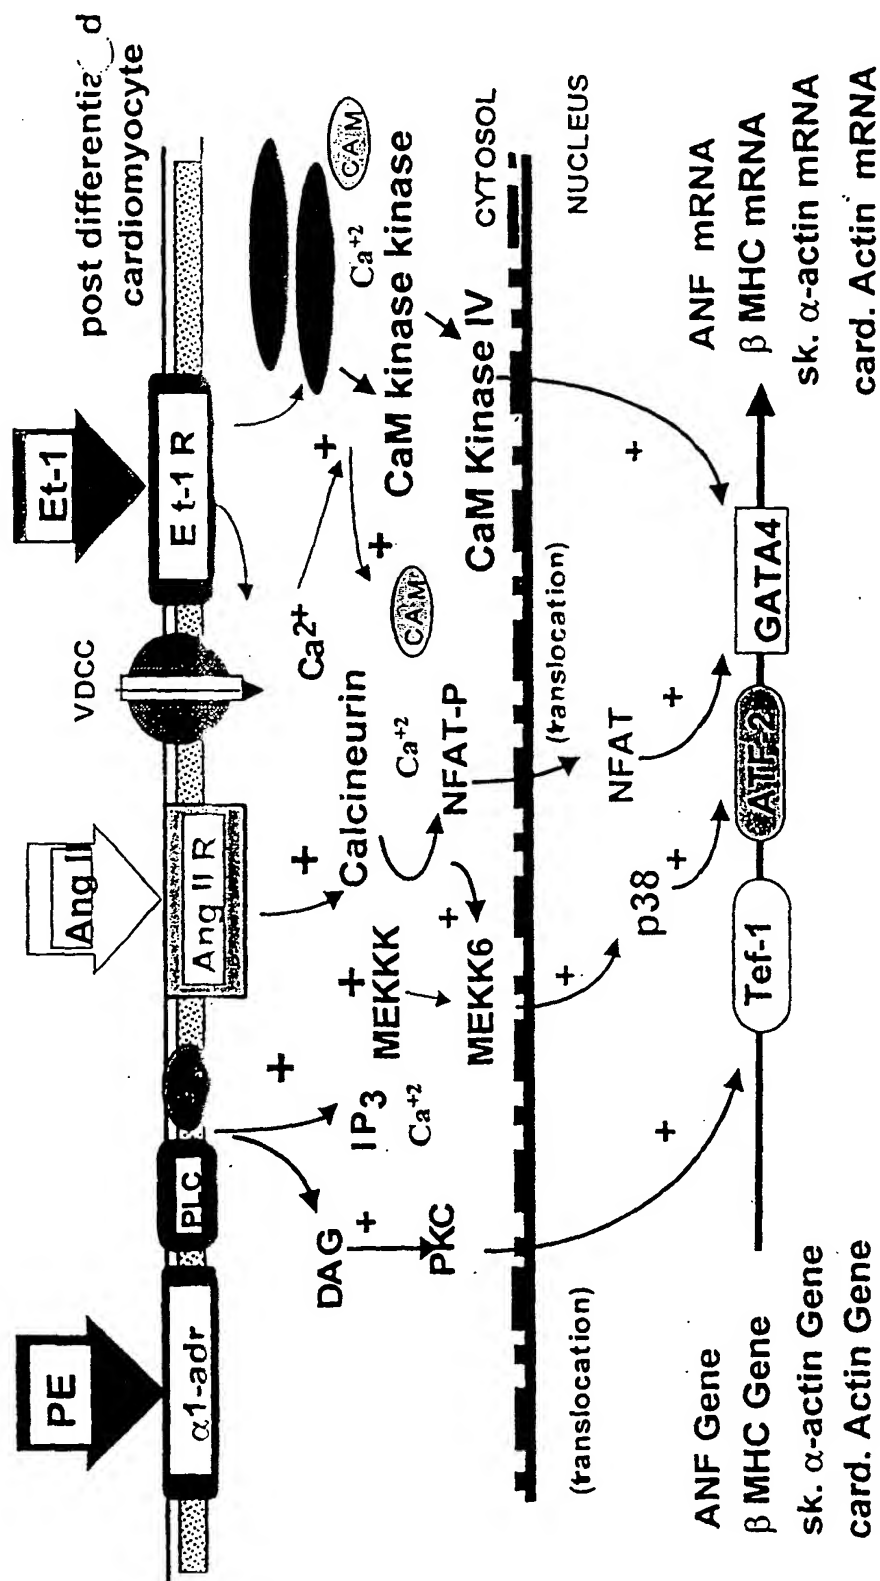 post differentia d
cardiomyocyte
PE
Ang II
Et-1
VDCC
α1-adr
PLC
Ang II R
Et-1 R
DAG
+
PKC
+
IP3
Ca+2
+
MEKKK
+
MEKK6
+
Calcineurin
Ca+2
NFAT-P
Ca2+
+
+
CAM
CAM
Ca+2
CaM kinase kinase
CaM Kinase IV
CYTOSOL
NUCLEUS
(translocation)
(translocation)
+
+
p38
+
NFAT
+
+
Tef-1
ATF-2
GATA4
ANF Gene
β MHC Gene
sk. α-actin Gene
card. Actin Gene
ANF mRNA
β MHC mRNA
sk. α-actin mRNA
card. Actin mRNA